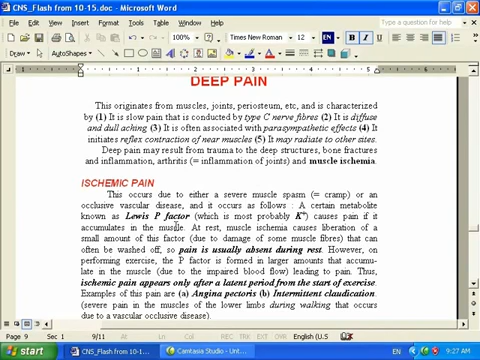 CNS_Flash from 10-15.doc - Microsoft Word
File Edit View Insert Format Tools Table Window Help
100% Times New Roman 12 B I U
Draw AutoShapes
DEEP PAIN
This originates from muscles, joints, periosteum, etc, and is characterized
by (1) It is slow pain that is conducted by type C nerve fibres (2) It is diffuse
and dull aching (3) It is often associated with parasympathetic effects (4) It
initiates reflex contraction of near muscles (5) It may radiate to other sites.
Deep pain may result from trauma to the deep structures, bone fractures
and inflammation, arthritis (= inflammation of joints) and muscle ischemia.
ISCHEMIC PAIN
This occurs due to either a severe muscle spasm (= cramp) or an
occlusive vascular disease, and it occurs as follows : A certain metabolite
known as Lewis P factor (which is most probably K+) causes pain if it
accumulates in the muscle. At rest, muscle ischemia causes liberation of a
small amount of this factor (due to damage of some muscle fibres) that can
often be washed off, so pain is usually absent during rest. However, on
performing exercise, the P factor is formed in larger amounts that accumu-
late in the muscle (due to the impaired blood flow) leading to pain. Thus,
ischemic pain appears only after a latent period from the start of exercise.
Examples of this pain are (a) Angina pectoris (b) Intermittent claudication.
(severe pain in the muscles of the lower limbs during walking that occurs
due to a vascular occlusive disease).
Page 9 Sec 1 9/11 At Ln Col REC TRK EXT OVR English (U.S
start CNS_Flash from 10-1... Camtasia Studio - Unt... EN 9:27 AM